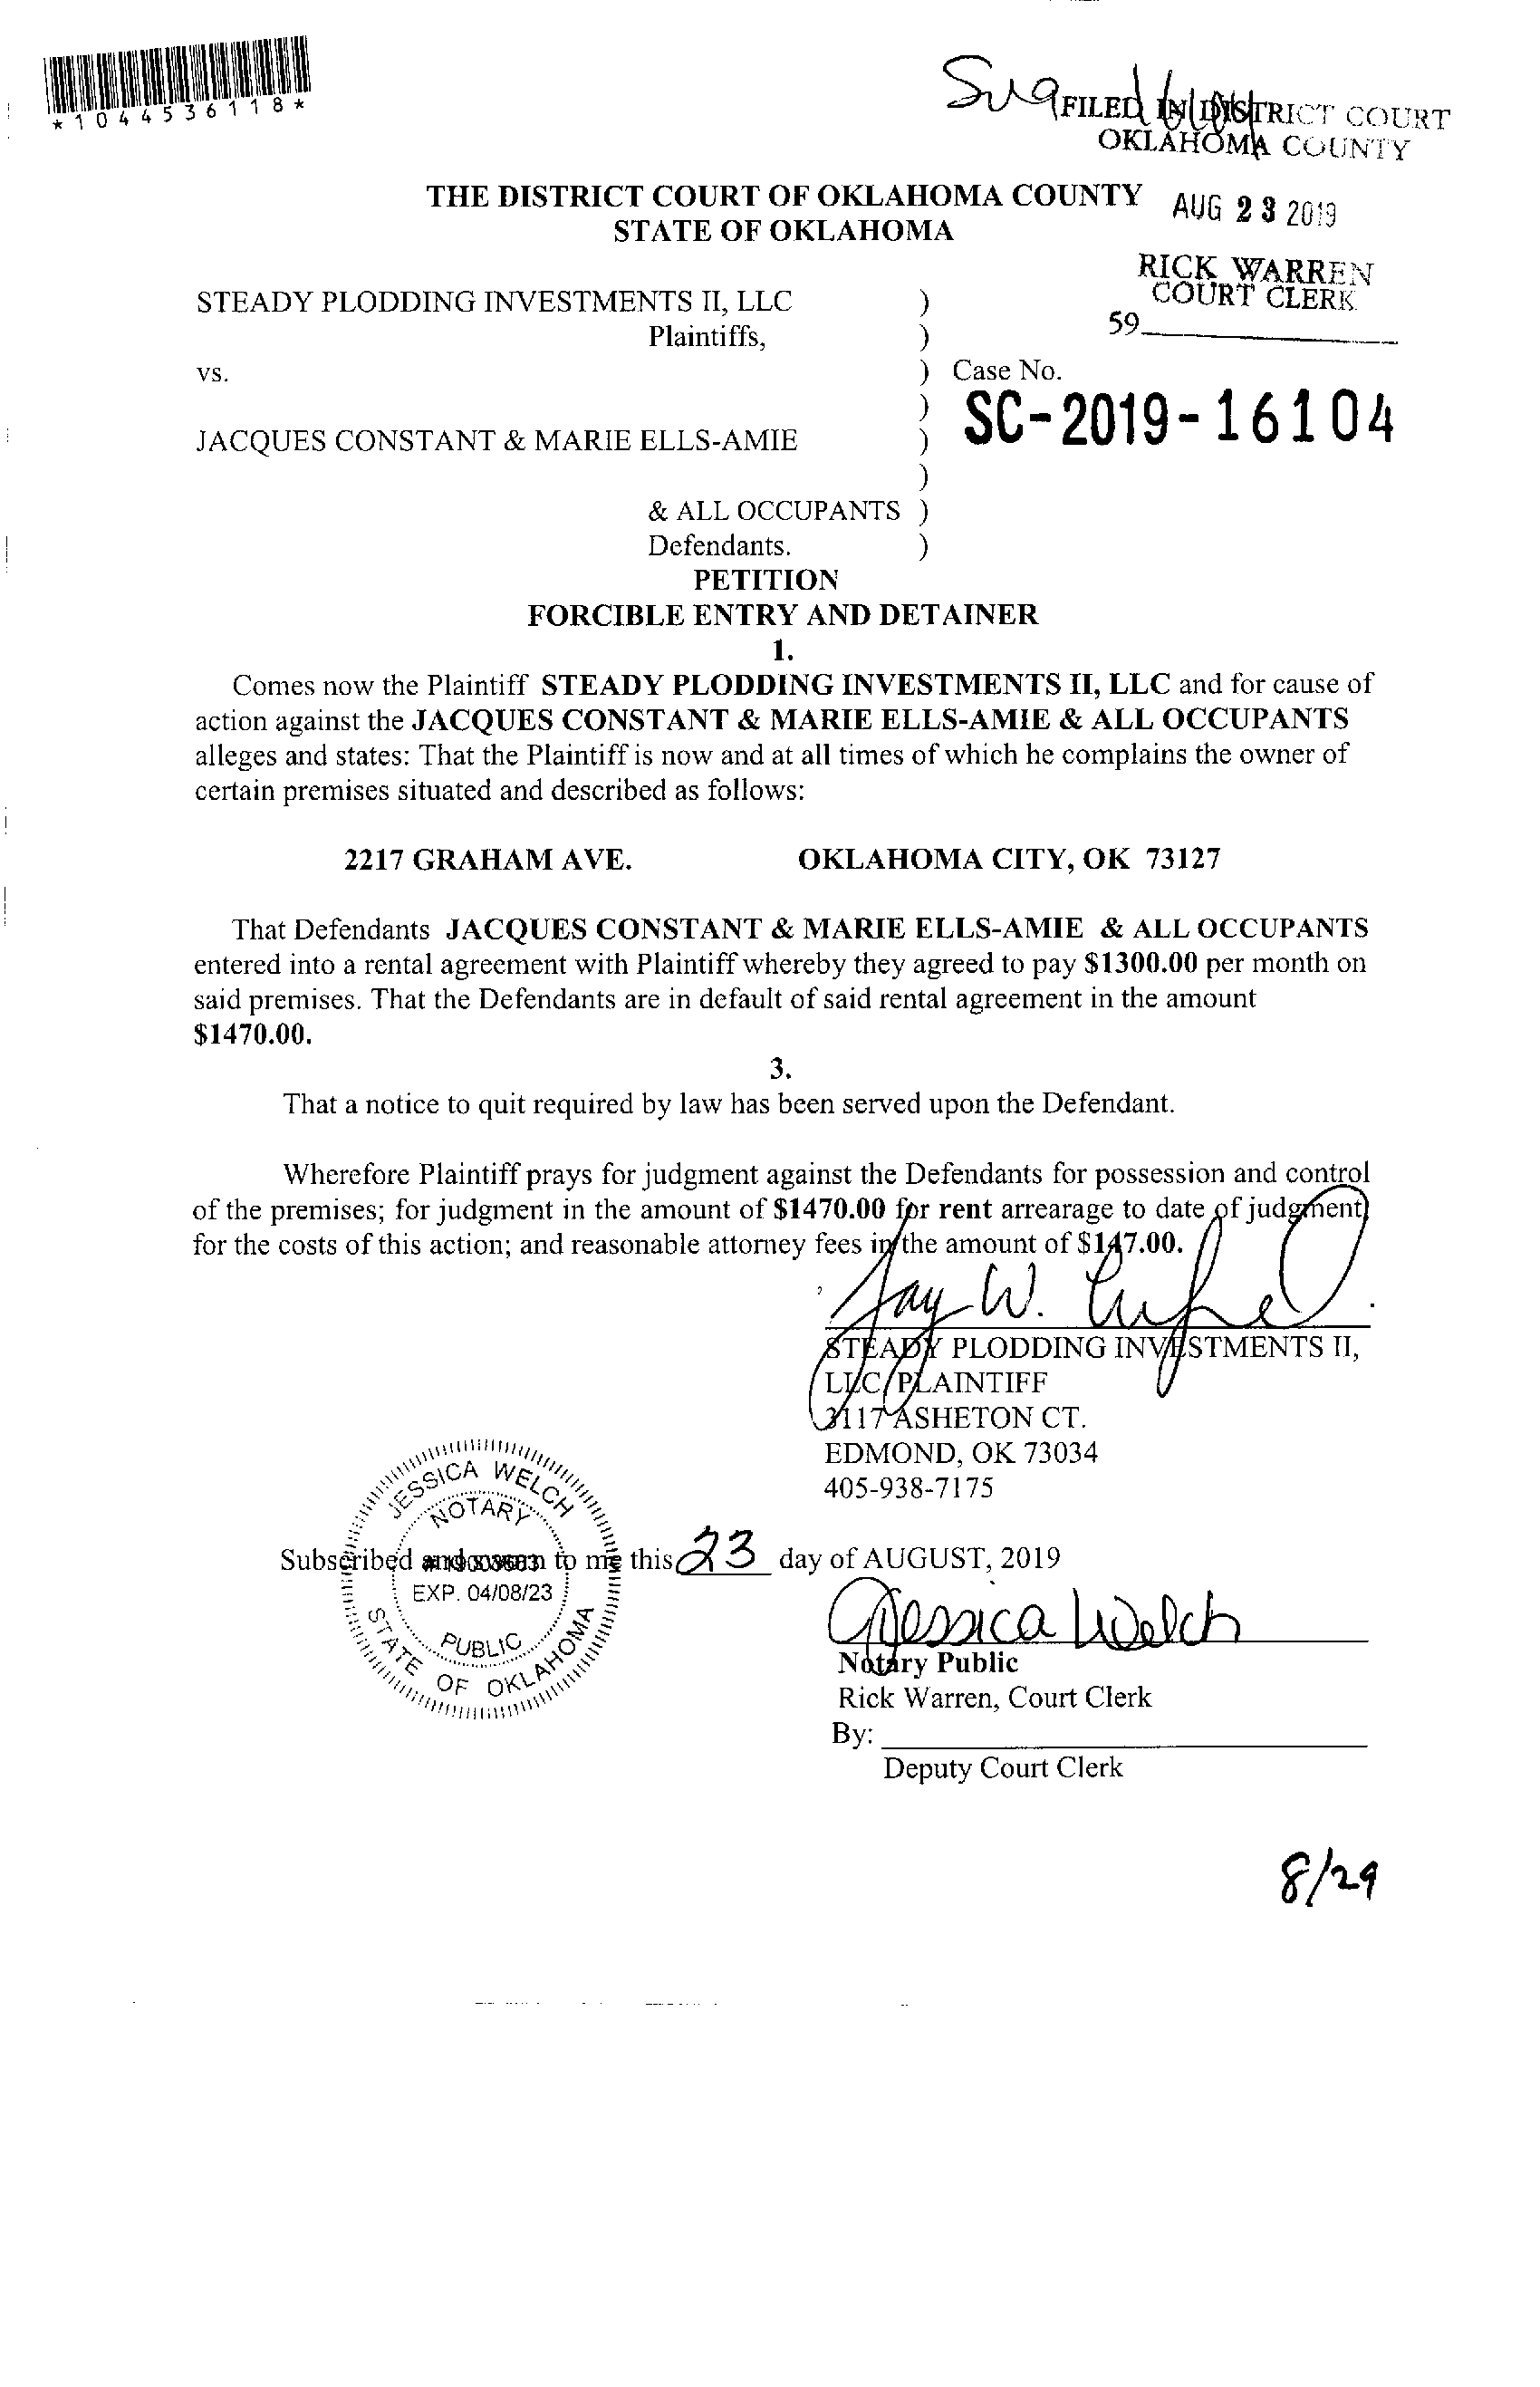 *1044536118*
FILED IN DISTRICT COURT
OKLAHOMA COUNTY
THE DISTRICT COURT OF OKLAHOMA COUNTY
STATE OF OKLAHOMA
AUG 23 2019
RICK WARREN
COURT CLERK
59
STEADY PLODDING INVESTMENTS II, LLC )
Plaintiffs, )
vs. ) Case No.
) SC-2019-16104
JACQUES CONSTANT & MARIE ELLS-AMIE )
)
& ALL OCCUPANTS )
Defendants. )
PETITION
FORCIBLE ENTRY AND DETAINER
1.
Comes now the Plaintiff STEADY PLODDING INVESTMENTS II, LLC and for cause of
action against the JACQUES CONSTANT & MARIE ELLS-AMIE & ALL OCCUPANTS
alleges and states: That the Plaintiff is now and at all times of which he complains the owner of
certain premises situated and described as follows:
2217 GRAHAM AVE. OKLAHOMA CITY, OK 73127
That Defendants JACQUES CONSTANT & MARIE ELLS-AMIE & ALL OCCUPANTS
entered into a rental agreement with Plaintiff whereby they agreed to pay $1300.00 per month on
said premises. That the Defendants are in default of said rental agreement in the amount
$1470.00.
3.
That a notice to quit required by law has been served upon the Defendant.
Wherefore Plaintiff prays for judgment against the Defendants for possession and control
of the premises; for judgment in the amount of $1470.00 for rent arrearage to date of judgment;
for the costs of this action; and reasonable attorney fees in the amount of $147.00.
Jay W.
STEADY PLODDING INVESTMENTS II,
LLC/PLAINTIFF
ASHETON CT.
EDMOND, OK 73034
405-938-7175
JESSICA WELCH
NOTARY
Subscribed and sworn to me this 23 day of AUGUST, 2019
EXP. 04/08/23
PUBLIC
STATE OF OKLAHOMA
Jessica Welch
Notary Public
Rick Warren, Court Clerk
By:
Deputy Court Clerk
8/29